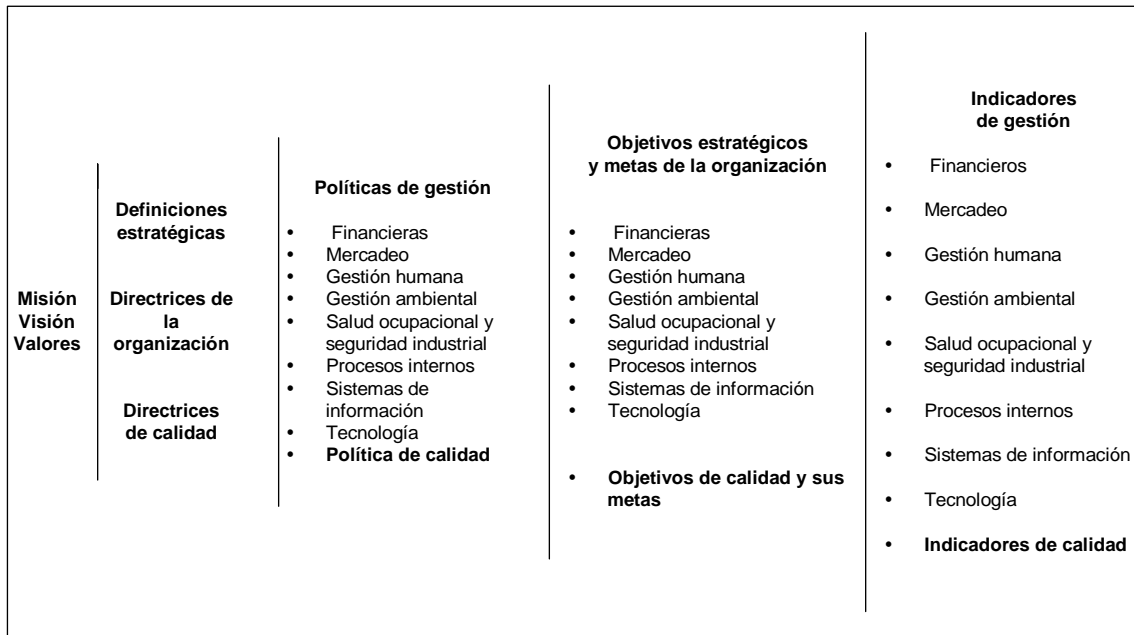 Misión
Visión
Valores
Definiciones
estratégicas
Directrices de
la
organización
Directrices
de calidad
Políticas de gestión
• Financieras
• Mercadeo
• Gestión humana
• Gestión ambiental
• Salud ocupacional y
seguridad industrial
• Procesos internos
• Sistemas de
información
• Tecnología
• Política de calidad
Objetivos estratégicos
y metas de la organización
• Financieras
• Mercadeo
• Gestión humana
• Gestión ambiental
• Salud ocupacional y
seguridad industrial
• Procesos internos
• Sistemas de información
• Tecnología
• Objetivos de calidad y sus
metas
Indicadores
de gestión
• Financieros
• Mercadeo
• Gestión humana
• Gestión ambiental
• Salud ocupacional y
seguridad industrial
• Procesos internos
• Sistemas de información
• Tecnología
• Indicadores de calidad